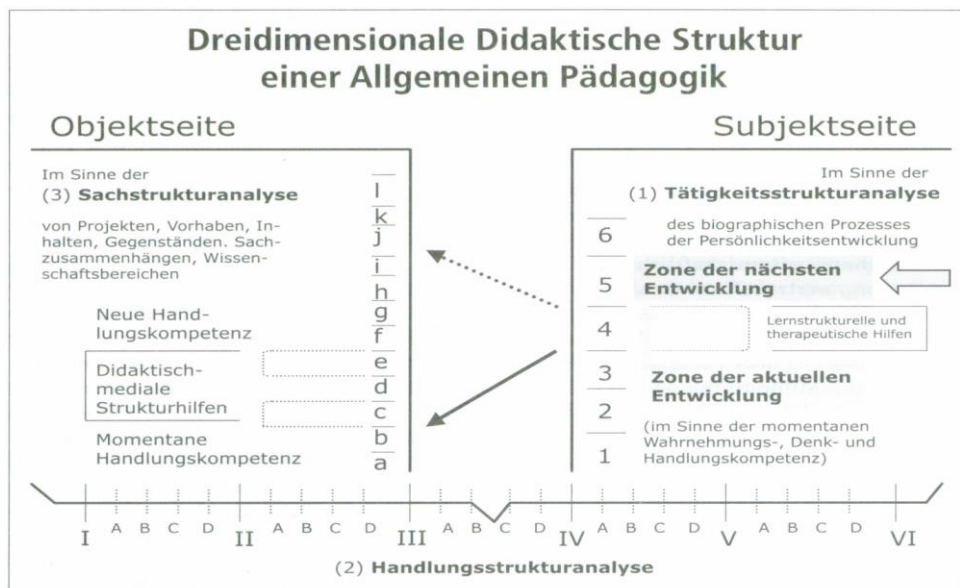 Dreidimensionale Didaktische Struktur
einer Allgemeinen Pädagogik
Objektseite
Im Sinne der
(3) Sachstrukturanalyse
von Projekten, Vorhaben, In-
halten, Gegenständen. Sach-
zusammenhängen, Wissen-
schaftsbereichen
Neue Hand-
lungskompetenz
Didaktisch-
mediale
Strukturhilfen
Momentane
Handlungskompetenz
l
k
j
i
h
g
f
e
d
c
b
a
Subjektseite
Im Sinne der
(1) Tätigkeitsstrukturanalyse
des biographischen Prozesses
der Persönlichkeitsentwicklung
Zone der nächsten
Entwicklung
Lernstrukturelle und
therapeutische Hilfen
Zone der aktuellen
Entwicklung
(im Sinne der momentanen
Wahrnehmungs-, Denk- und
Handlungskompetenz)
6
5
4
3
2
1
I A B C D II A B C D III A B C D IV A B C D V A B C D VI
(2) Handlungsstrukturanalyse